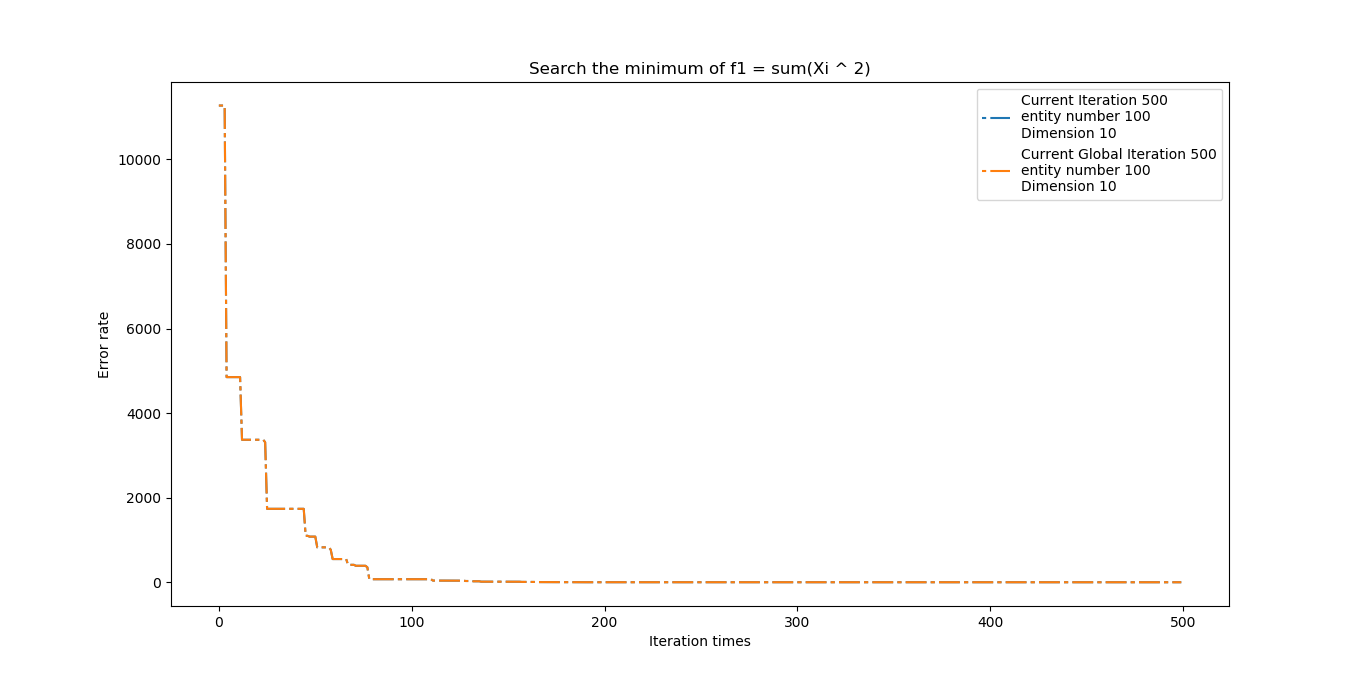 Search the minimum of f1 = sum(Xi ^ 2)
Current Iteration 500
entity number 100
Dimension 10
Current Global Iteration 500
entity number 100
Dimension 10
Error rate
10000
8000
6000
4000
2000
0
0 100 200 300 400 500
Iteration times